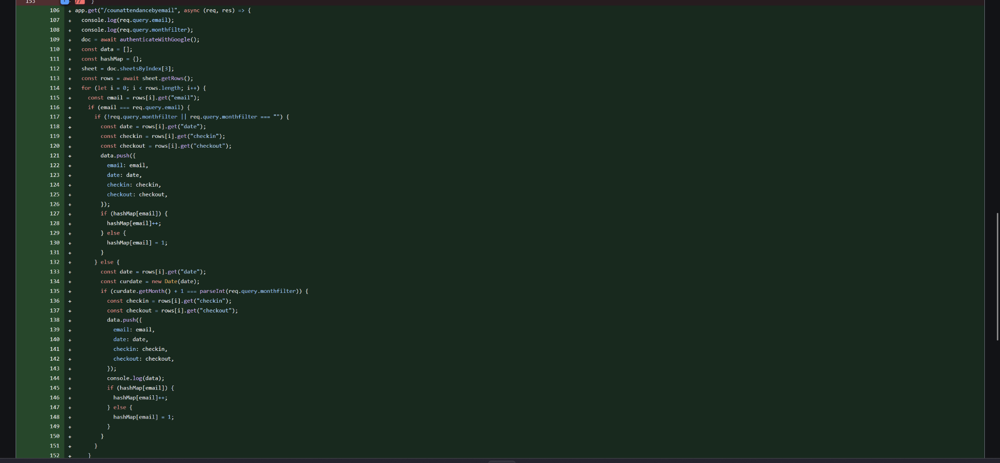 153 - // }
106 + app.get("/counattendancebyemail", async (req, res) => {
107 + console.log(req.query.email);
108 + console.log(req.query.monthfilter);
109 + doc = await authenticateWithGoogle();
110 + const data = [];
111 + const hashMap = {};
112 + sheet = doc.sheetsByIndex[3];
113 + const rows = await sheet.getRows();
114 + for (let i = 0; i < rows.length; i++) {
115 + const email = rows[i].get("email");
116 + if (email === req.query.email) {
117 + if (!req.query.monthfilter || req.query.monthfilter === "") {
118 + const date = rows[i].get("date");
119 + const checkin = rows[i].get("checkin");
120 + const checkout = rows[i].get("checkout");
121 + data.push({
122 + email: email,
123 + date: date,
124 + checkin: checkin,
125 + checkout: checkout,
126 + });
127 + if (hashMap[email]) {
128 + hashMap[email]++;
129 + } else {
130 + hashMap[email] = 1;
131 + }
132 + } else {
133 + const date = rows[i].get("date");
134 + const curdate = new Date(date);
135 + if (curdate.getMonth() + 1 === parseInt(req.query.monthfilter)) {
136 + const checkin = rows[i].get("checkin");
137 + const checkout = rows[i].get("checkout");
138 + data.push({
139 + email: email,
140 + date: date,
141 + checkin: checkin,
142 + checkout: checkout,
143 + });
144 + console.log(data);
145 + if (hashMap[email]) {
146 + hashMap[email]++;
147 + } else {
148 + hashMap[email] = 1;
149 + }
150 + }
151 + }
152 + }